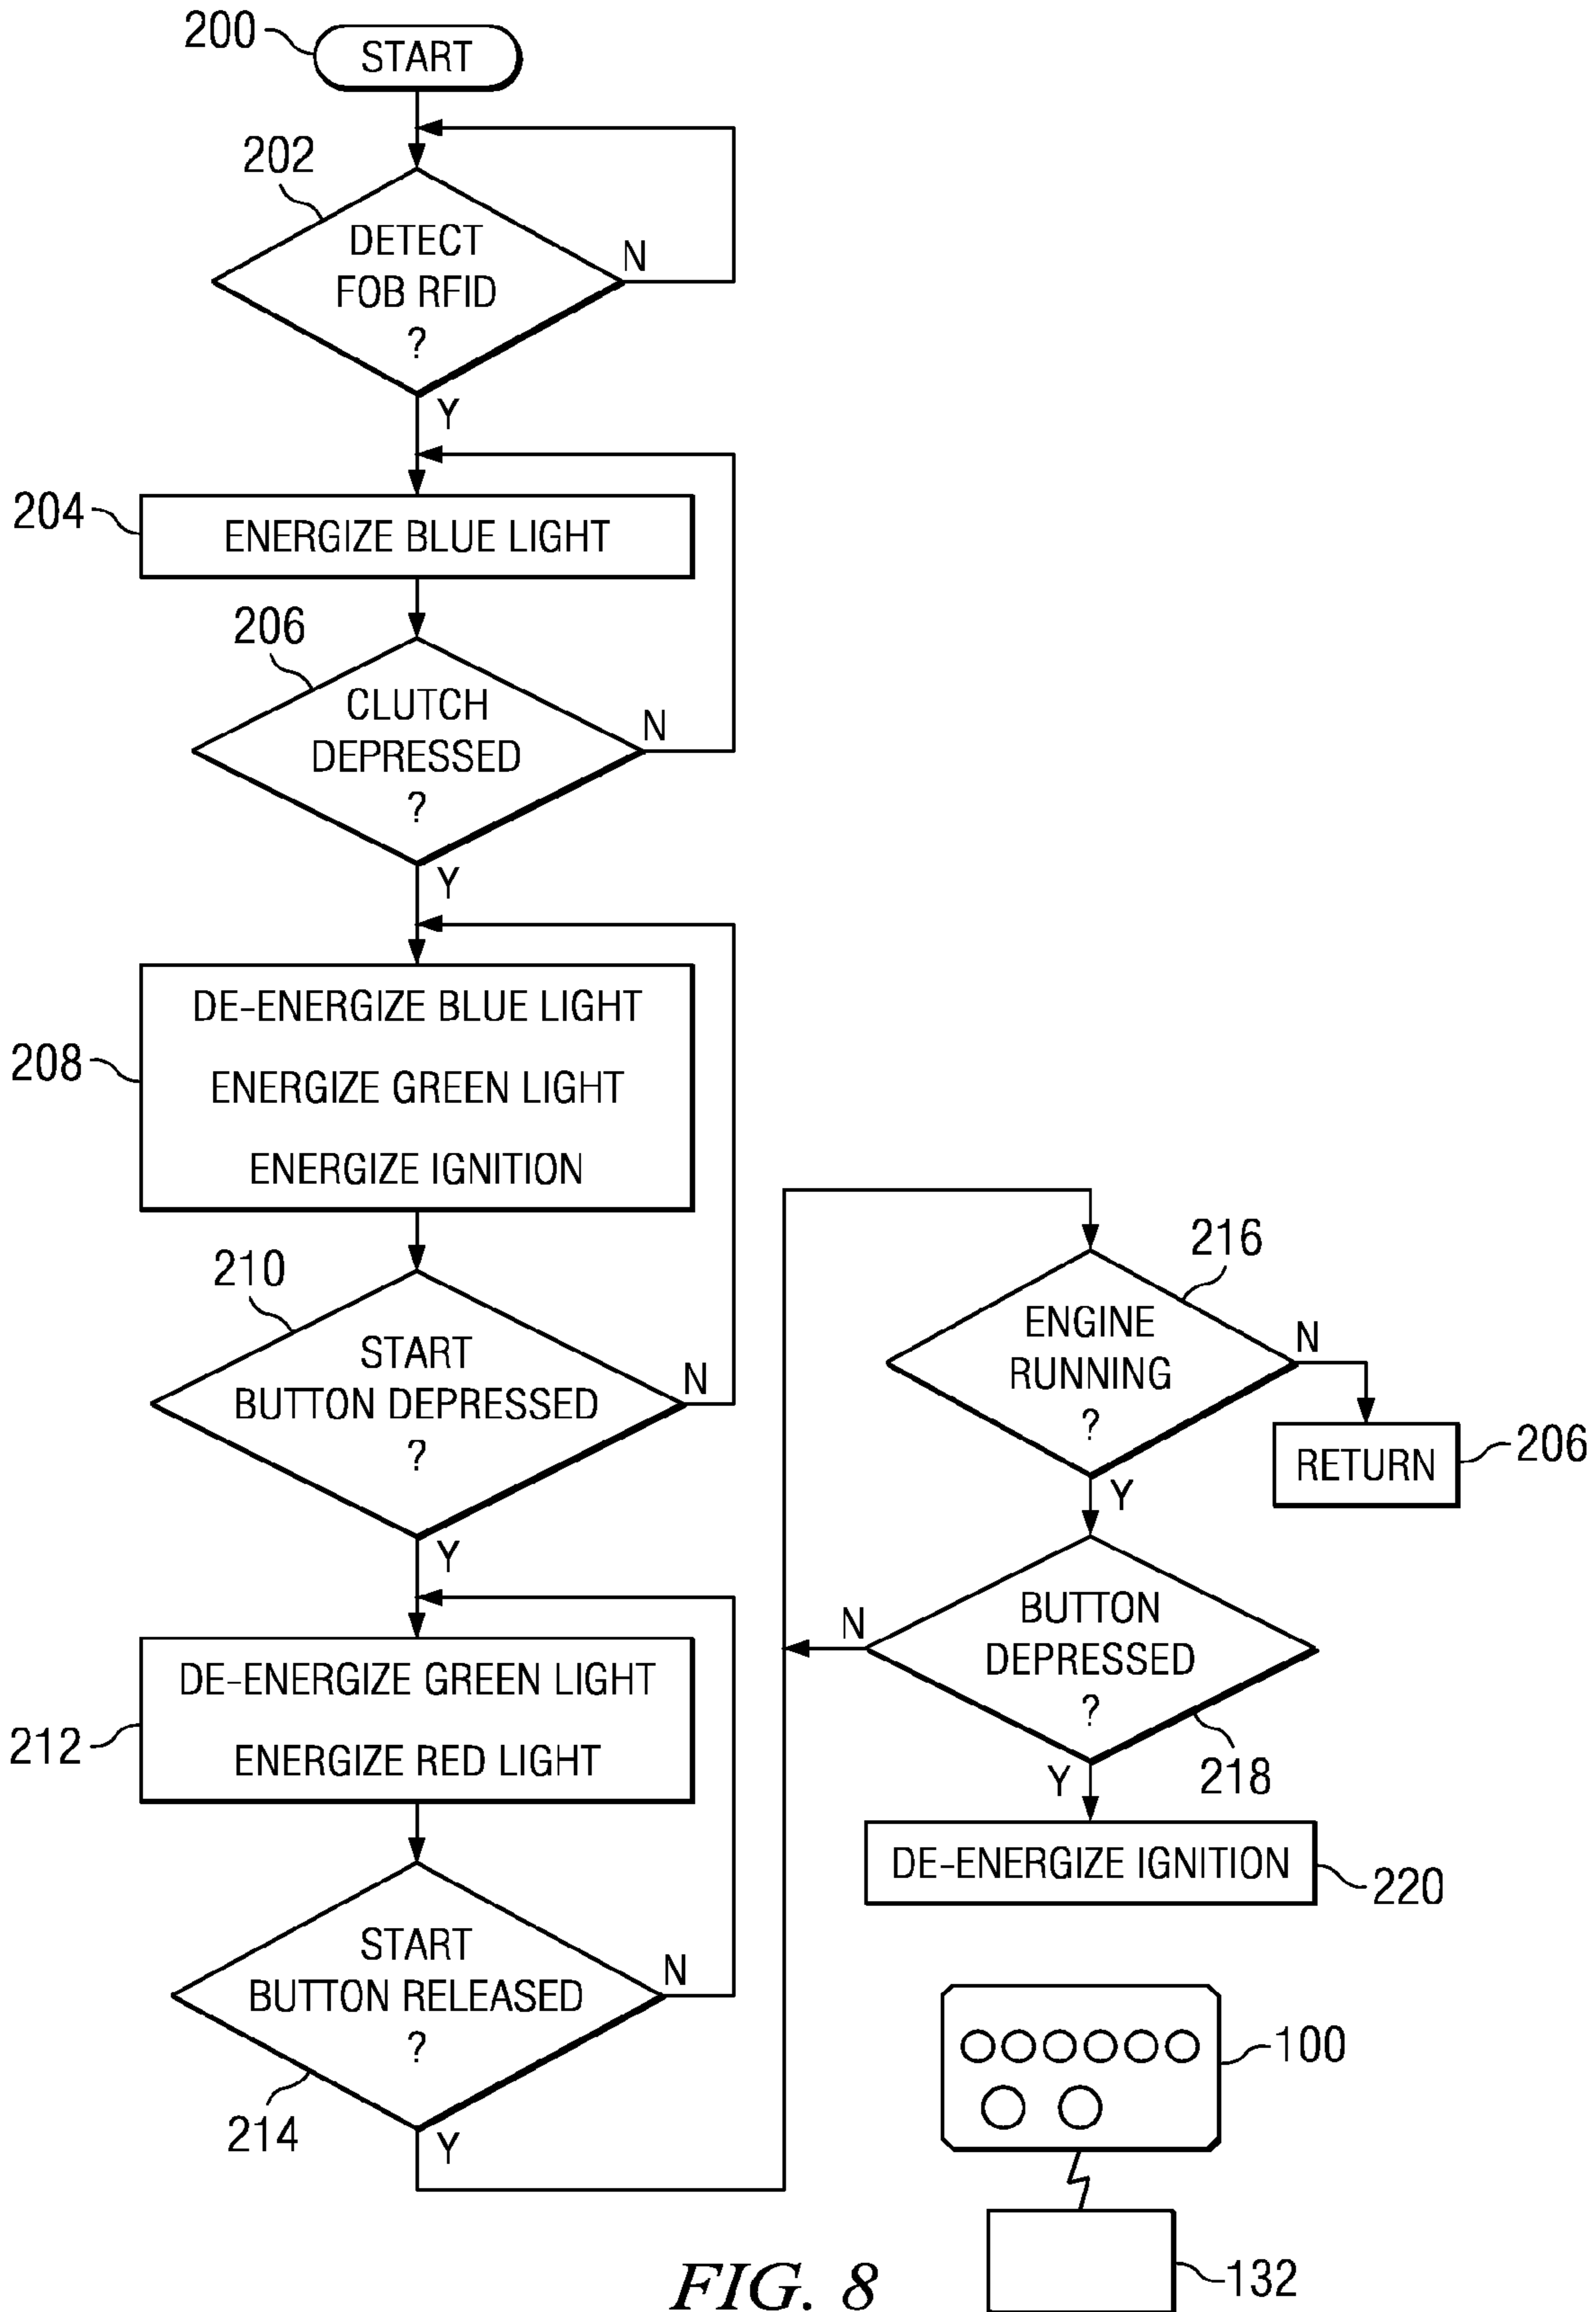 200
START
202
DETECT
FOB RFID
?
N
Y
204
ENERGIZE BLUE LIGHT
206
CLUTCH
DEPRESSED
?
N
Y
208
DE-ENERGIZE BLUE LIGHT
ENERGIZE GREEN LIGHT
ENERGIZE IGNITION
210
START
BUTTON DEPRESSED
?
N
Y
212
DE-ENERGIZE GREEN LIGHT
ENERGIZE RED LIGHT
START
BUTTON RELEASED
?
N
214
Y
216
ENGINE
RUNNING
?
N
RETURN
206
Y
BUTTON
DEPRESSED
?
N
218
Y
DE-ENERGIZE IGNITION
220
100
132
FIG. 8